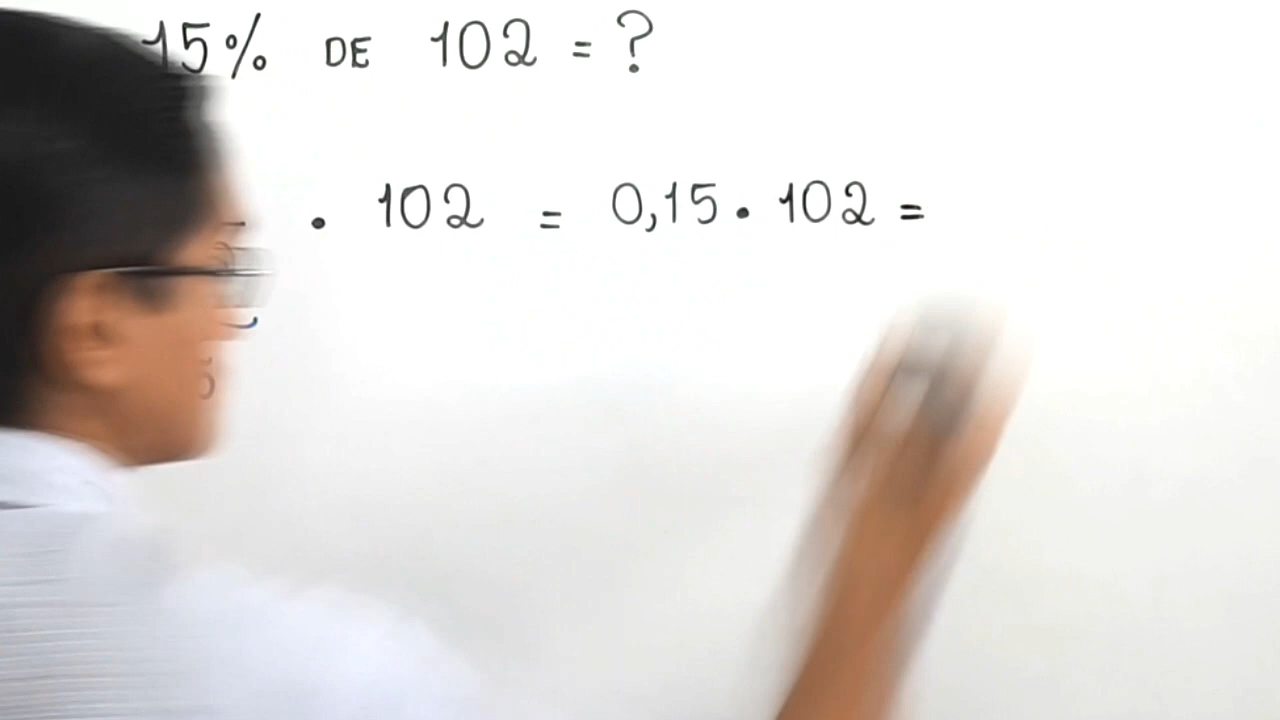 15% DE 102 = ?
· 102 = 0,15 · 102 =